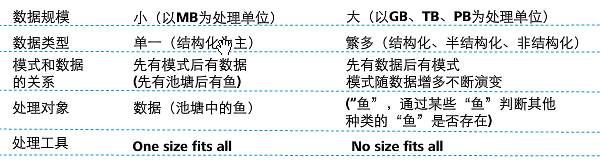 数据规模 小（以MB为处理单位） 大（以GB、TB、PB为处理单位）
数据类型 单一（结构化为主） 繁多（结构化、半结构化、非结构化）
模式和数据 先有模式后有数据 先有数据后有模式
的关系 (先有池塘后有鱼) 模式随数据增多不断演变
处理对象 数据（池塘中的鱼） (“鱼”，通过某些“鱼”判断其他
种类的“鱼”是否存在)
处理工具 One size fits all No size fits all